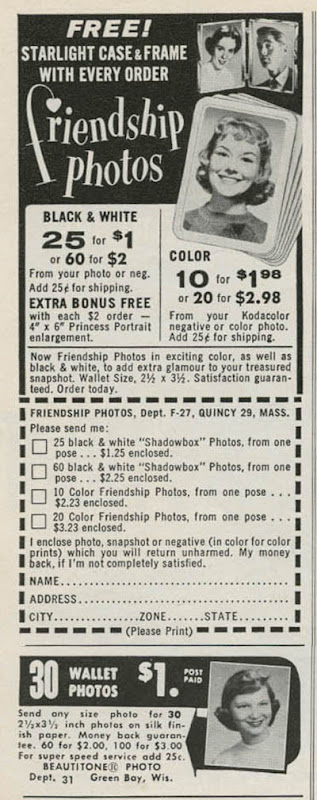 FREE!
STARLIGHT CASE & FRAME
WITH EVERY ORDER
friendship
photos
BLACK & WHITE
25 for $1
or 60 for $2
From your photo or neg.
Add 25¢ for shipping.
EXTRA BONUS FREE
with each $2 order —
4” x 6” Princess Portrait
enlargement.
COLOR
10 for $1 98
or 20 for $2.98
From your Kodacolor
negative or color photo.
Add 25¢ for shipping.
Now Friendship Photos in exciting color, as well as
black & white, to add extra glamour to your treasured
snapshot. Wallet Size, 2½ x 3½. Satisfaction guaran-
teed. Order today.
FRIENDSHIP PHOTOS, Dept. F-27, QUINCY 29, MASS.
Please send me:
25 black & white “Shadowbox” Photos, from one
pose . . . $1.25 enclosed.
60 black & white “Shadowbox” Photos, from one
pose . . . $2.25 enclosed.
10 Color Friendship Photos, from one pose . . .
$2.23 enclosed.
20 Color Friendship Photos, from one pose . . .
$3.23 enclosed.
I enclose photo, snapshot or negative (in color for color
prints) which you will return unharmed. My money
back, if I'm not completely satisfied.
NAME
ADDRESS
CITY ZONE STATE
(Please Print)
30 WALLET PHOTOS $1. POST PAID
Send any size photo for 30
2½x3½ inch photos on silk fin-
ish paper. Money back guaran-
tee. 60 for $2.00, 100 for $3.00
For super speed service add 25c.
BEAUTITONE® PHOTO
Dept. 31 Green Bay, Wis.